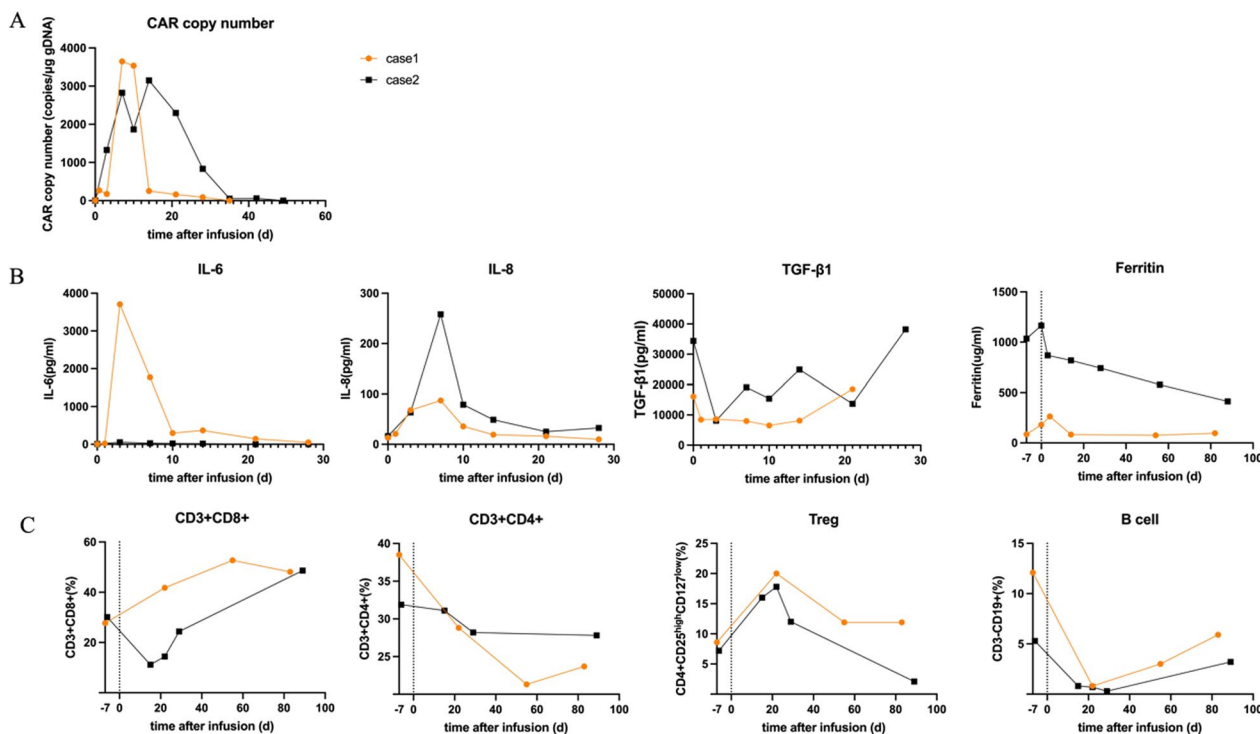 A
CAR copy number
CAR copy number (copies/µg gDNA)
4000
3000
2000
1000
0
0 20 40 60
time after infusion (d)
case1
case2
B
IL-6
IL-6(pg/ml)
4000
3000
2000
1000
0
0 10 20 30
time after infusion (d)
IL-8
IL-8(pg/ml)
300
200
100
0
0 10 20 30
time after infusion (d)
TGF-β1
TGF-β1(pg/ml)
50000
40000
30000
20000
10000
0
0 10 20 30
time after infusion (d)
Ferritin
Ferritin(ug/ml)
1500
1000
500
0
-7 0 20 40 60 80 100
time after infusion (d)
C
CD3+CD8+
CD3+CD8+(%)
60
40
20
-7 0 20 40 60 80 100
time after infusion (d)
CD3+CD4+
CD3+CD4+(%)
40
35
30
25
-7 0 20 40 60 80 100
time after infusion (d)
Treg
CD4+CD25highCD127low(%)
25
20
15
10
5
-7 0 20 40 60 80 100
time after infusion (d)
B cell
CD3-CD19+(%)
15
10
5
-7 0 20 40 60 80 100
time after infusion (d)